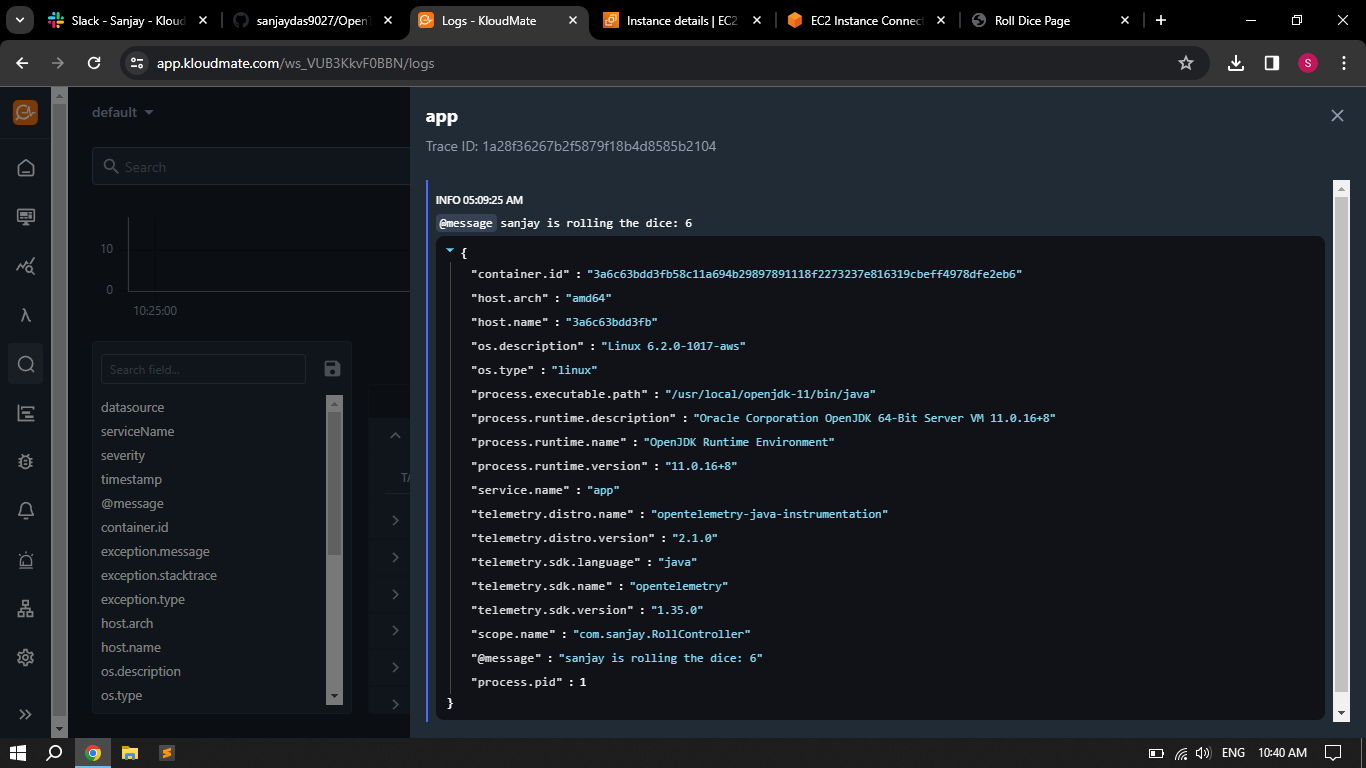 Slack - Sanjay - Kloud
sanjaydas9027/OpenT
Logs - KloudMate
Instance details | EC2
EC2 Instance Connect
Roll Dice Page
app.kloudmate.com/ws_VUB3KkvF0BBN/logs
S
default
Search
10
0
10:25:00
Search field...
datasource
serviceName
severity
timestamp
@message
container.id
exception.message
exception.stacktrace
exception.type
host.arch
host.name
os.description
os.type
TA
app
Trace ID: 1a28f36267b2f5879f18b4d8585b2104
INFO 05:09:25 AM
@message sanjay is rolling the dice: 6
{
"container.id" : "3a6c63bdd3fb58c11a694b29897891118f2273237e816319cbeff4978dfe2eb6"
"host.arch" : "amd64"
"host.name" : "3a6c63bdd3fb"
"os.description" : "Linux 6.2.0-1017-aws"
"os.type" : "linux"
"process.executable.path" : "/usr/local/openjdk-11/bin/java"
"process.runtime.description" : "Oracle Corporation OpenJDK 64-Bit Server VM 11.0.16+8"
"process.runtime.name" : "OpenJDK Runtime Environment"
"process.runtime.version" : "11.0.16+8"
"service.name" : "app"
"telemetry.distro.name" : "opentelemetry-java-instrumentation"
"telemetry.distro.version" : "2.1.0"
"telemetry.sdk.language" : "java"
"telemetry.sdk.name" : "opentelemetry"
"telemetry.sdk.version" : "1.35.0"
"scope.name" : "com.sanjay.RollController"
"@message" : "sanjay is rolling the dice: 6"
"process.pid" : 1
}
ENG
10:40 AM